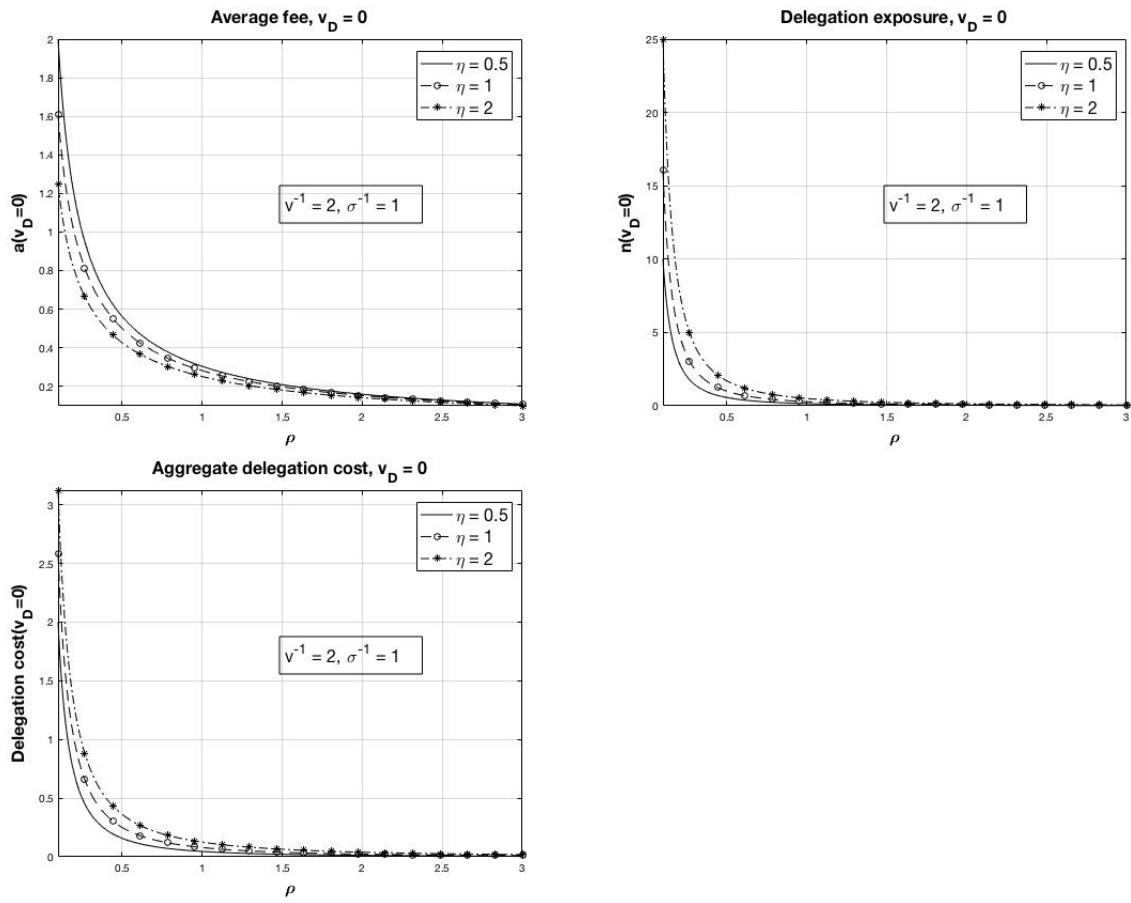 Average fee, v_D = 0
2
1.8
1.6
1.4
1.2
1
0.8
0.6
0.4
0.2
a(v_D=0)
η = 0.5
η = 1
η = 2
v^-1 = 2, σ^-1 = 1
0.5
1
1.5
2
2.5
3
ρ
Delegation exposure, v_D = 0
25
20
15
10
5
0
n(v_D=0)
η = 0.5
η = 1
η = 2
v^-1 = 2, σ^-1 = 1
0.5
1
1.5
2
2.5
3
ρ
Aggregate delegation cost, v_D = 0
3
2.5
2
1.5
1
0.5
0
Delegation cost(v_D=0)
η = 0.5
η = 1
η = 2
v^-1 = 2, σ^-1 = 1
0.5
1
1.5
2
2.5
3
ρ